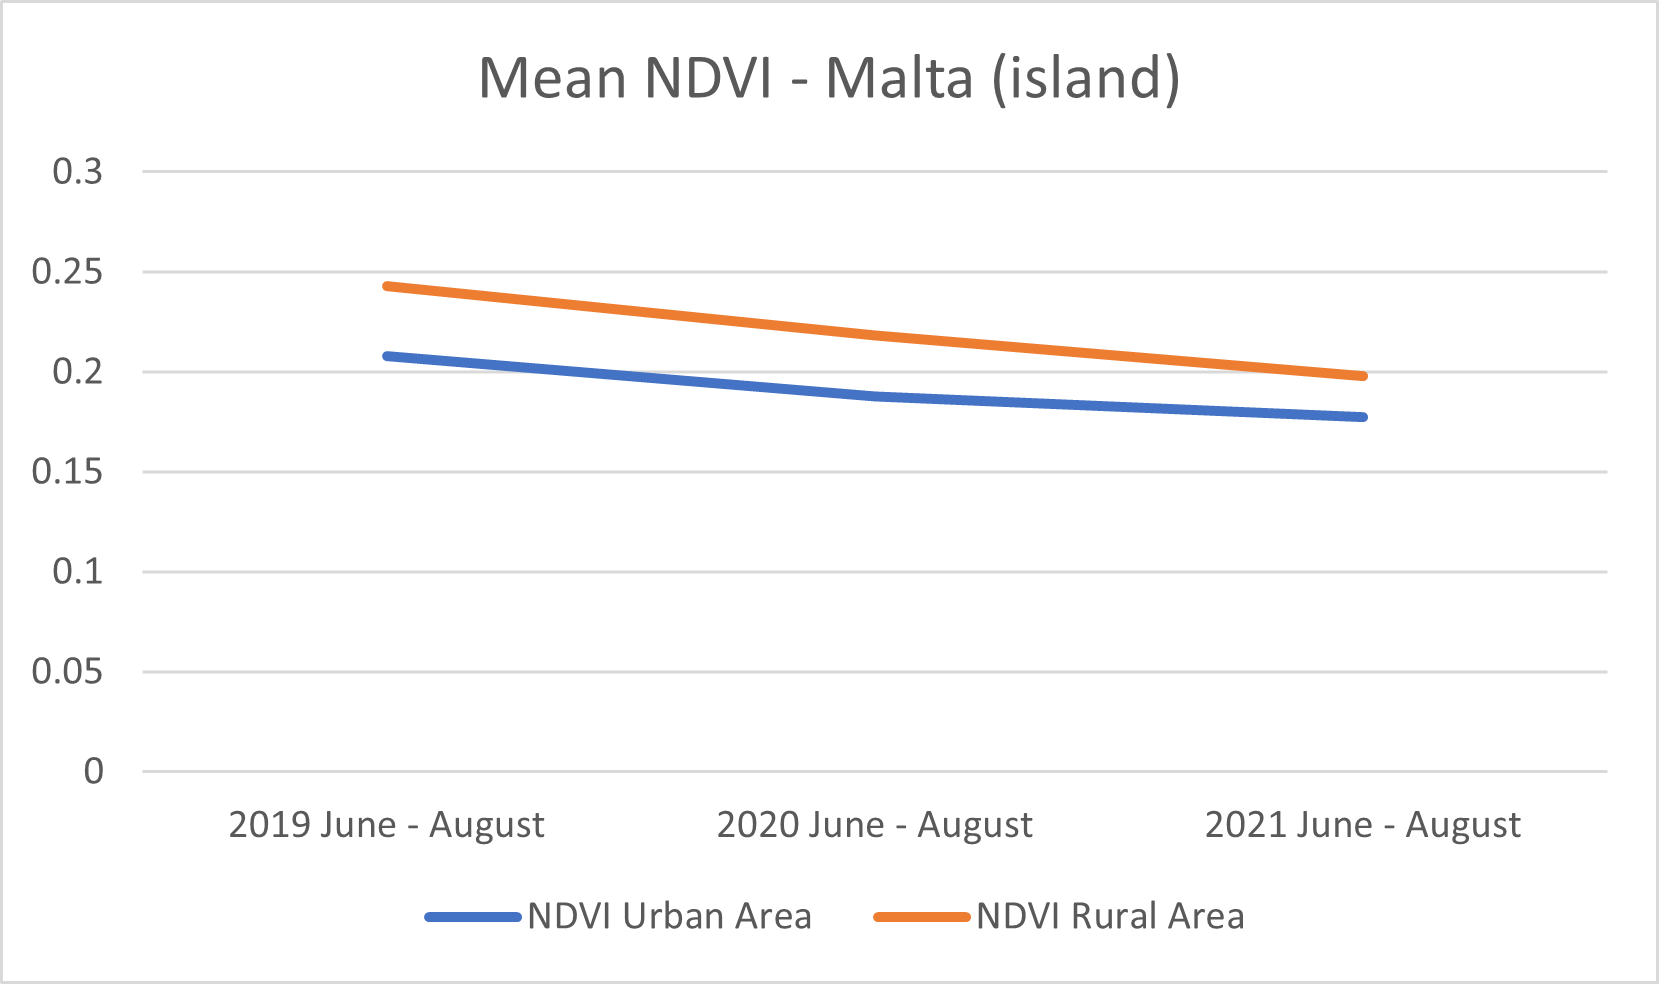 Mean NDVI - Malta (island)
0.3
0.25
0.2
0.15
0.1
0.05
0
2019 June - August
2020 June - August
2021 June - August
NDVI Urban Area
NDVI Rural Area